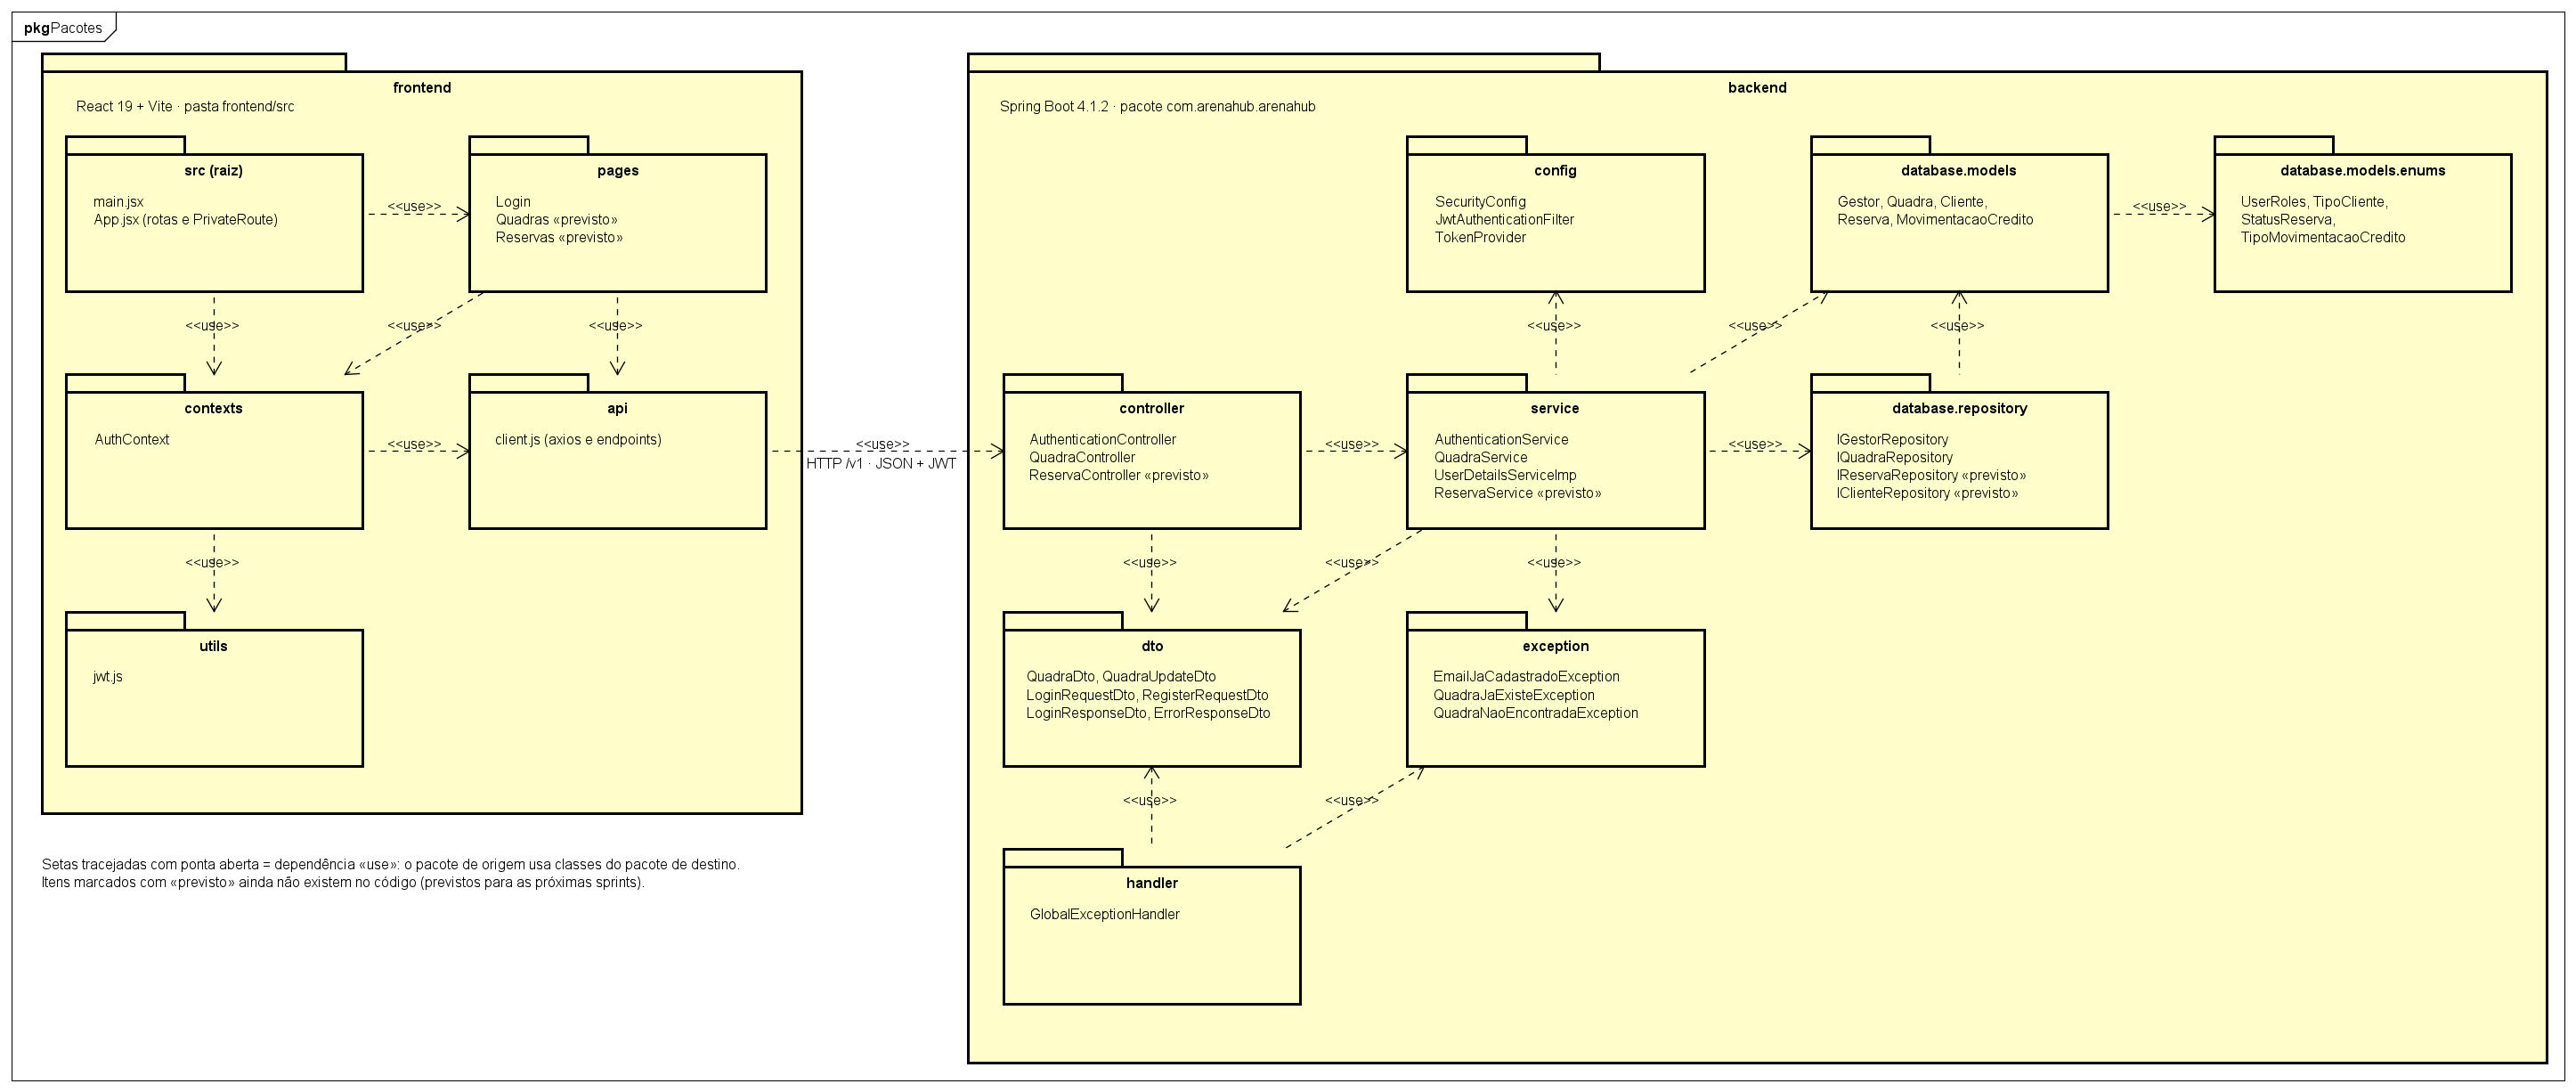 pkgPacotes
frontend
React 19 + Vite · pasta frontend/src
src (raiz)
main.jsx
App.jsx (rotas e PrivateRoute)
<<use>>
pages
Login
Quadras «previsto»
Reservas «previsto»
<<use>>
<<use>>
<<use>>
contexts
AuthContext
<<use>>
api
client.js (axios e endpoints)
<<use>>
utils
jwt.js
<<use>>
HTTP /v1 · JSON + JWT
backend
Spring Boot 4.1.2 · pacote com.arenahub.arenahub
config
SecurityConfig
JwtAuthenticationFilter
TokenProvider
database.models
Gestor, Quadra, Cliente,
Reserva, MovimentacaoCredito
<<use>>
database.models.enums
UserRoles, TipoCliente,
StatusReserva,
TipoMovimentacaoCredito
<<use>>
<<use>>
<<use>>
controller
AuthenticationController
QuadraController
ReservaController «previsto»
<<use>>
service
AuthenticationService
QuadraService
UserDetailsServiceImp
ReservaService «previsto»
<<use>>
database.repository
IGestorRepository
IQuadraRepository
IReservaRepository «previsto»
IClienteRepository «previsto»
<<use>>
<<use>>
<<use>>
dto
QuadraDto, QuadraUpdateDto
LoginRequestDto, RegisterRequestDto
LoginResponseDto, ErrorResponseDto
exception
EmailJaCadastradoException
QuadraJaExisteException
QuadraNaoEncontradaException
<<use>>
<<use>>
handler
GlobalExceptionHandler
Setas tracejadas com ponta aberta = dependência «use»: o pacote de origem usa classes do pacote de destino.
Itens marcados com «previsto» ainda não existem no código (previstos para as próximas sprints).